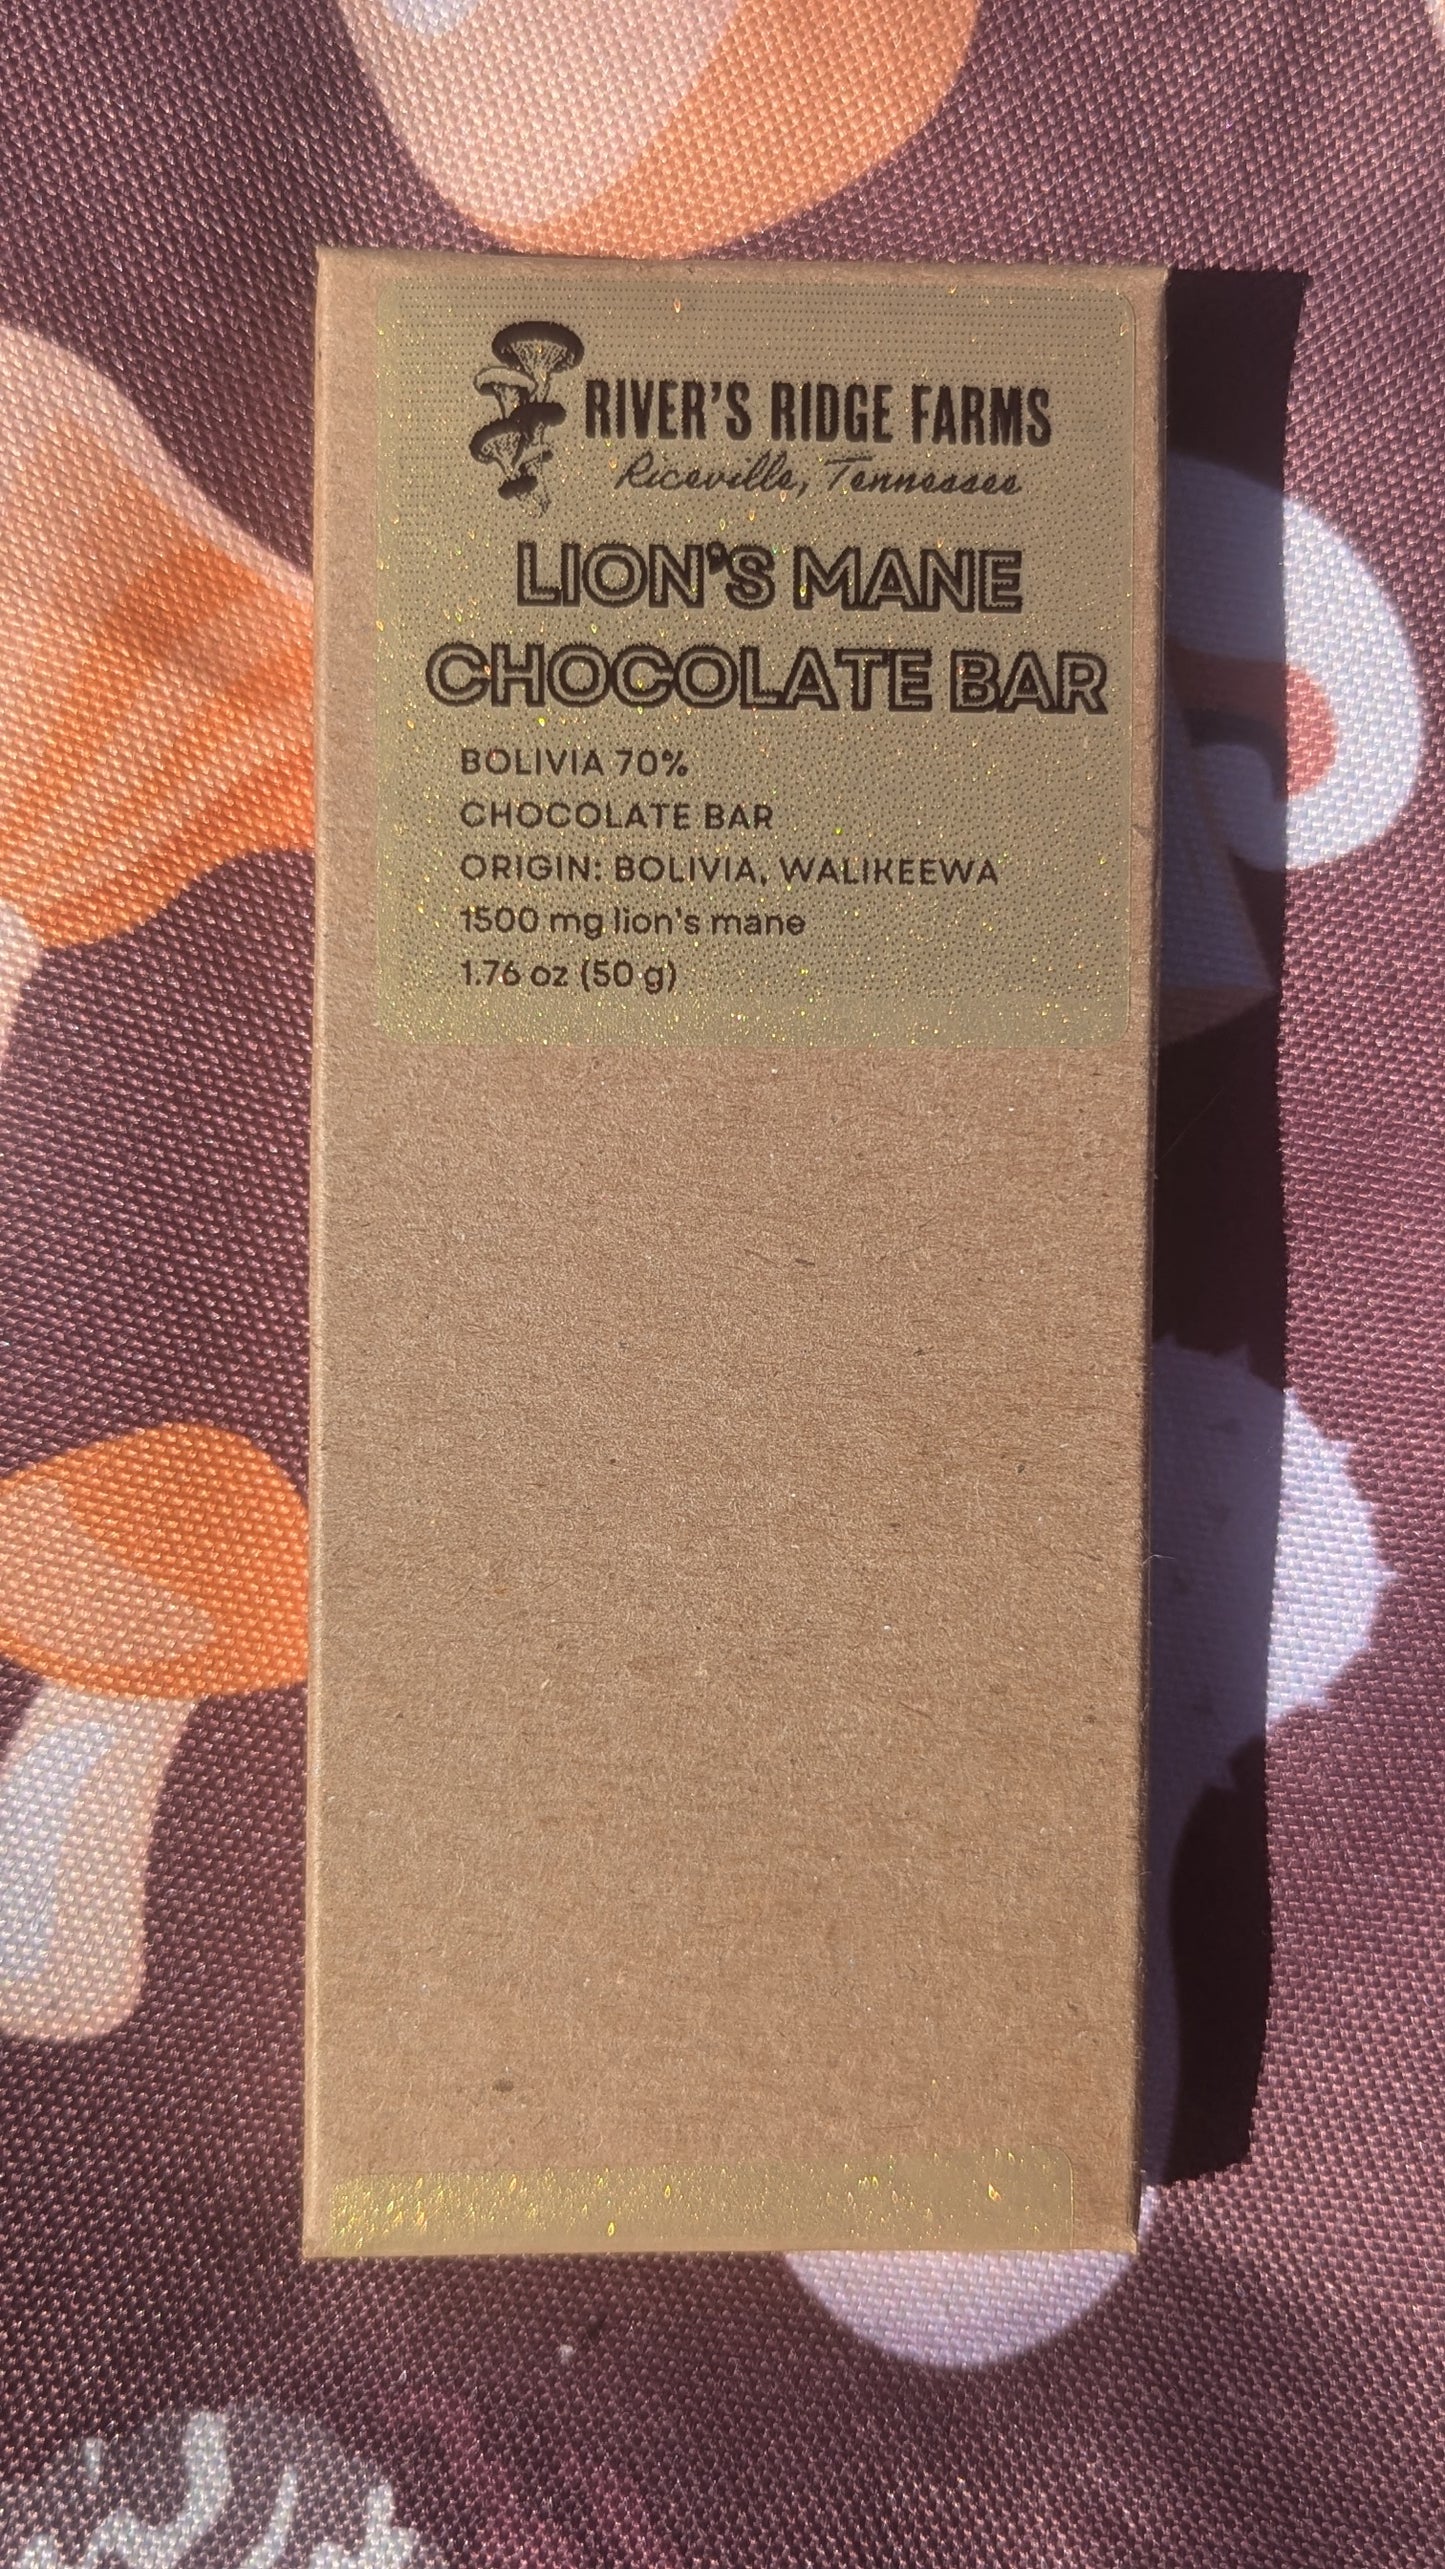 RIVER'S RIDGE FARMS
Riceville, Tennessee
LION'S MANE
CHOCOLATE BAR
BOLIVIA 70%
CHOCOLATE BAR
ORIGIN: BOLIVIA, WALIKEEWA
1500 mg lion's mane
1.76 oz (50 g)